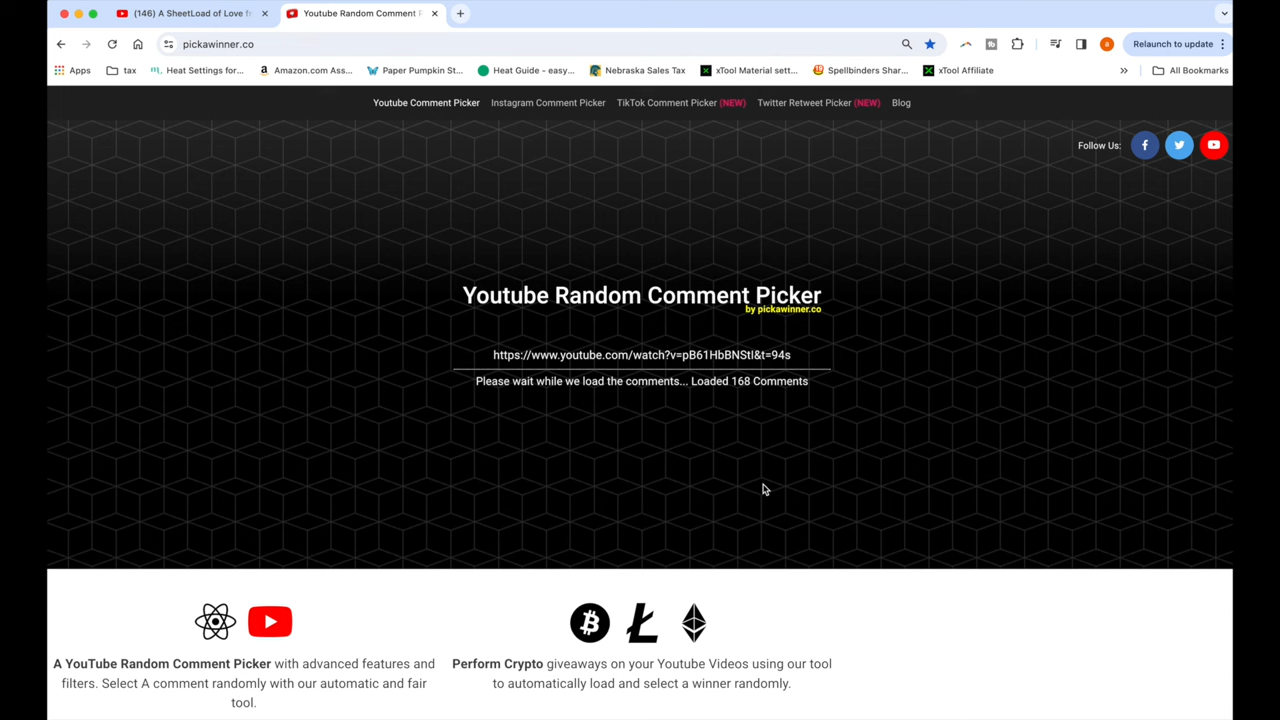 (146) A SheetLoad of Love fr
Youtube Random Comment P
pickawinner.co
Relaunch to update
Apps
tax
Heat Settings for...
Amazon.com Ass...
Paper Pumpkin St...
Heat Guide - easy...
Nebraska Sales Tax
xTool Material sett...
Spellbinders Shar...
xTool Affiliate
»
All Bookmarks
Youtube Comment Picker
Instagram Comment Picker
TikTok Comment Picker (NEW)
Twitter Retweet Picker (NEW)
Blog
Follow Us:
Youtube Random Comment Picker
by pickawinner.co
https://www.youtube.com/watch?v=pB61HbBNStI&t=94s
Please wait while we load the comments... Loaded 168 Comments
A YouTube Random Comment Picker with advanced features and
filters. Select A comment randomly with our automatic and fair
tool.
Perform Crypto giveaways on your Youtube Videos using our tool
to automatically load and select a winner randomly.